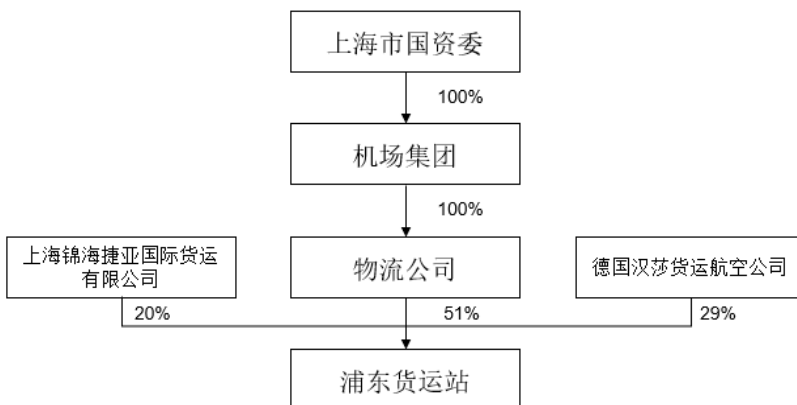 上海市国资委
100%
机场集团
100%
上海锦海捷亚国际货运
有限公司
物流公司
德国汉莎货运航空公司
20%
51%
29%
浦东货运站